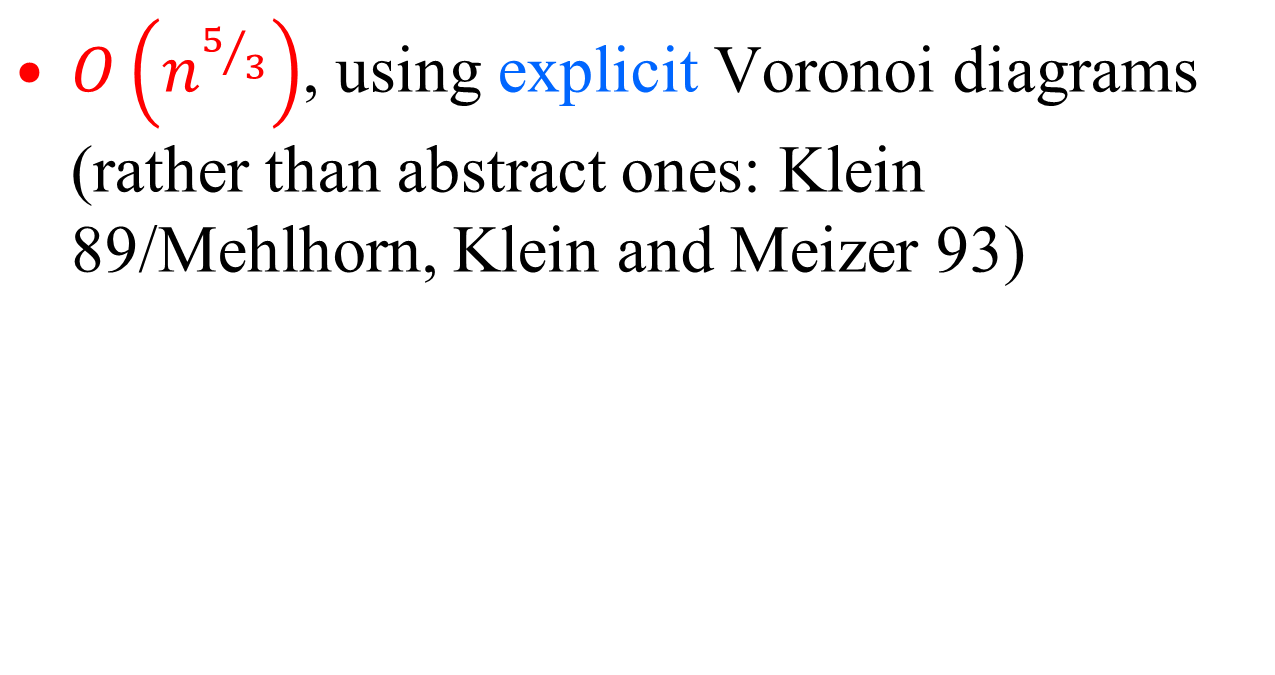 • O(n^{5/3}), using explicit Voronoi diagrams
(rather than abstract ones: Klein
89/Mehlhorn, Klein and Meizer 93)